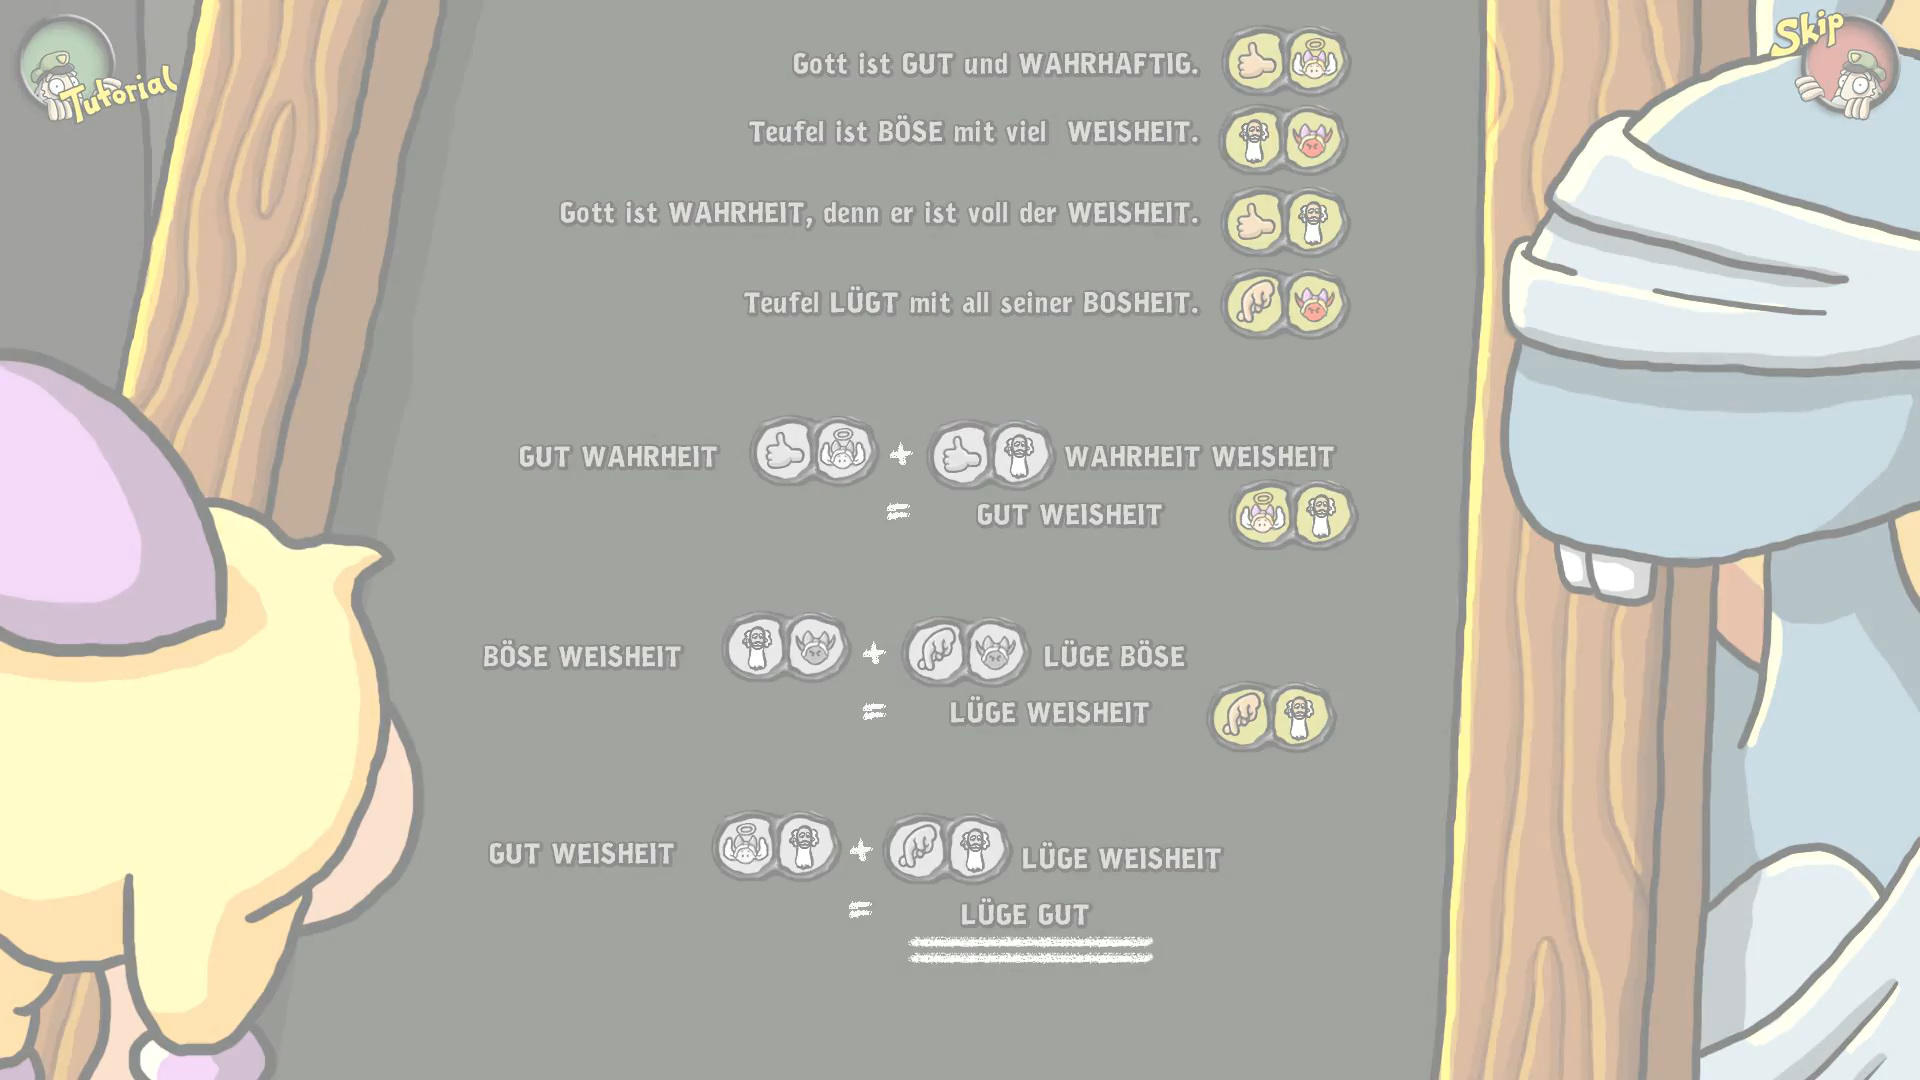 Tutorial
Skip
Gott ist GUT und WAHRHAFTIG.
Teufel ist BÖSE mit viel WEISHEIT.
Gott ist WAHRHEIT, denn er ist voll der WEISHEIT.
Teufel LÜGT mit all seiner BOSHEIT.
GUT WAHRHEIT + WAHRHEIT WEISHEIT
= GUT WEISHEIT
BÖSE WEISHEIT + LÜGE BÖSE
= LÜGE WEISHEIT
GUT WEISHEIT + LÜGE WEISHEIT
= LÜGE GUT